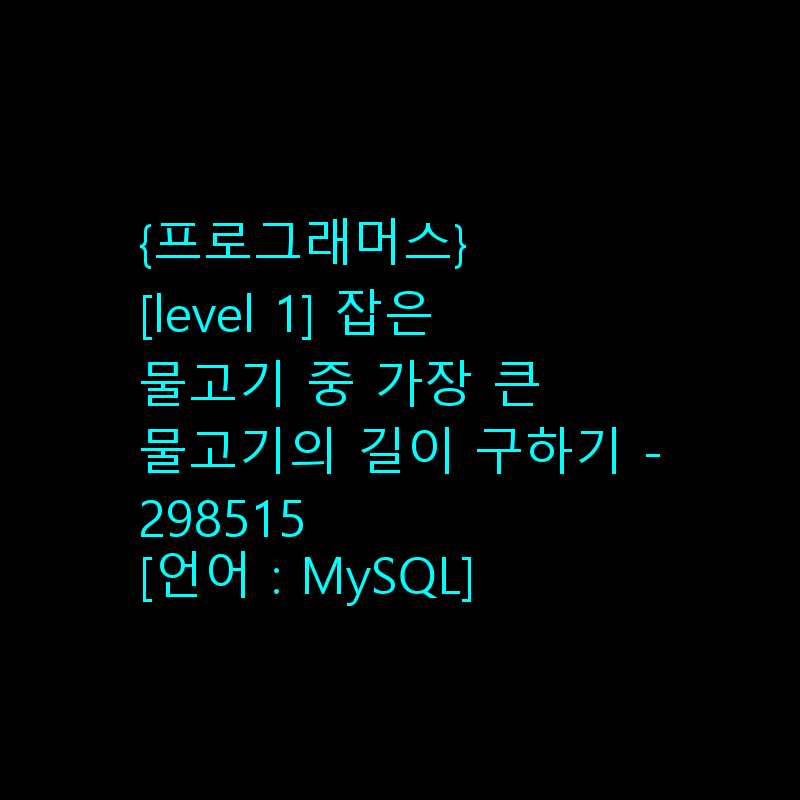 {프로그래머스}
[level 1] 잡은
물고기 중 가장 큰
물고기의 길이 구하기 -
298515
[언어 : MySQL]